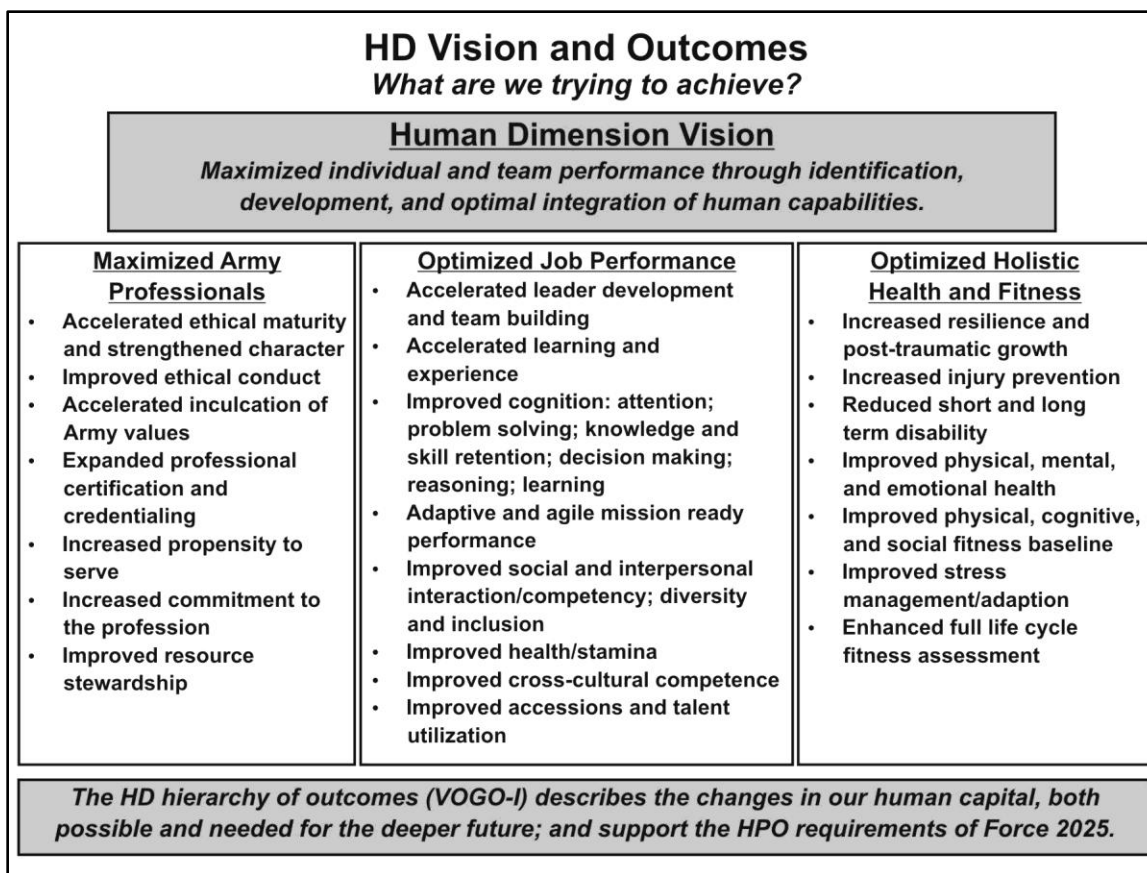 HD Vision and Outcomes
What are we trying to achieve?
Human Dimension Vision
Maximized individual and team performance through identification,
development, and optimal integration of human capabilities.
Maximized Army
Professionals
• Accelerated ethical maturity
and strengthened character
• Improved ethical conduct
• Accelerated inculcation of
Army values
• Expanded professional
certification and
credentialing
• Increased propensity to
serve
• Increased commitment to
the profession
• Improved resource
stewardship
Optimized Job Performance
• Accelerated leader development
and team building
• Accelerated learning and
experience
• Improved cognition: attention;
problem solving; knowledge and
skill retention; decision making;
reasoning; learning
• Adaptive and agile mission ready
performance
• Improved social and interpersonal
interaction/competency; diversity
and inclusion
• Improved health/stamina
• Improved cross-cultural competence
• Improved accessions and talent
utilization
Optimized Holistic
Health and Fitness
• Increased resilience and
post-traumatic growth
• Increased injury prevention
• Reduced short and long
term disability
• Improved physical, mental,
and emotional health
• Improved physical, cognitive,
and social fitness baseline
• Improved stress
management/adaption
• Enhanced full life cycle
fitness assessment
The HD hierarchy of outcomes (VOGO-I) describes the changes in our human capital, both
possible and needed for the deeper future; and support the HPO requirements of Force 2025.